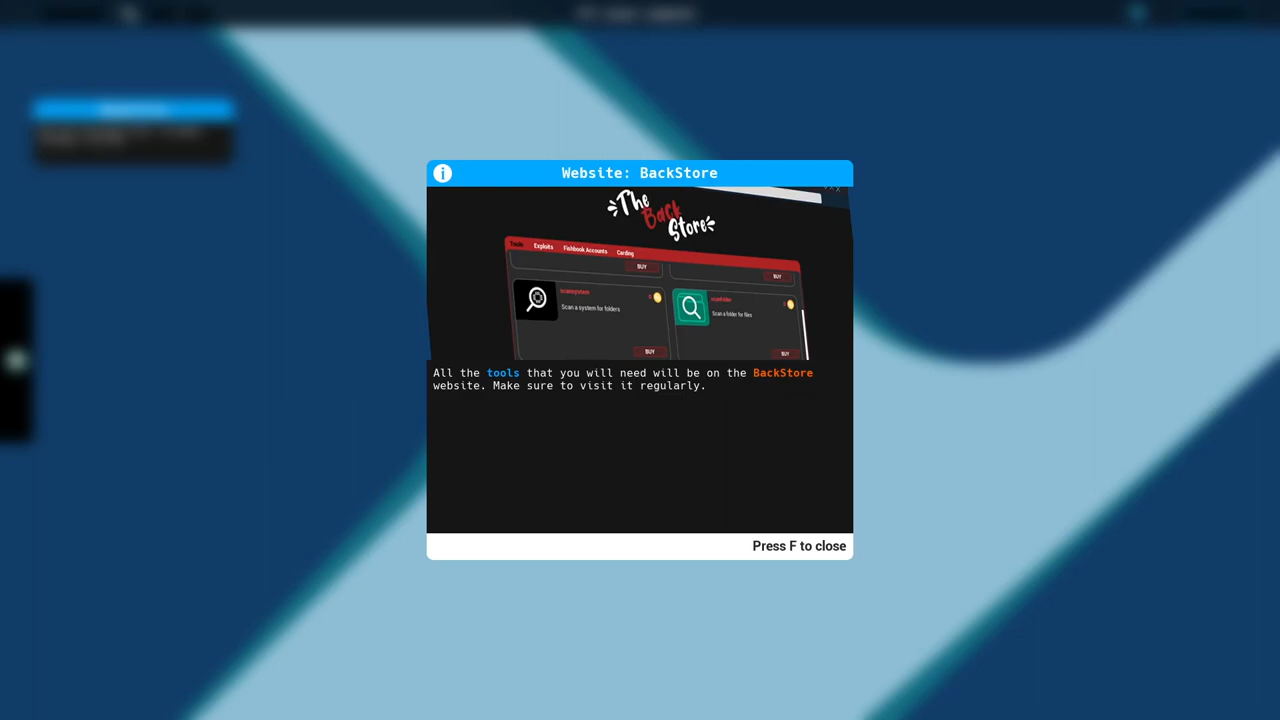 Website: BackStore
The
Back
Store
Tools Exploits Fishbook Accounts Carding
BUY BUY
scansystem
Scan a system for folders
scanfolder
Scan a folder for files
BUY BUY
All the tools that you will need will be on the BackStore
website. Make sure to visit it regularly.
Press F to close